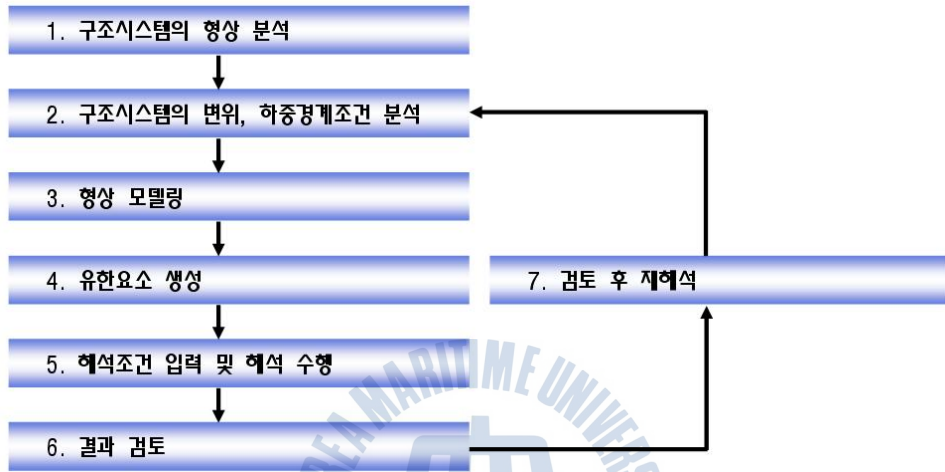 1. 구조시스템의 형상 분석
2. 구조시스템의 변위, 하중경계조건 분석
3. 형상 모델링
4. 유한요소 생성
7. 검토 후 재해석
5. 해석조건 입력 및 해석 수행
6. 결과 검토